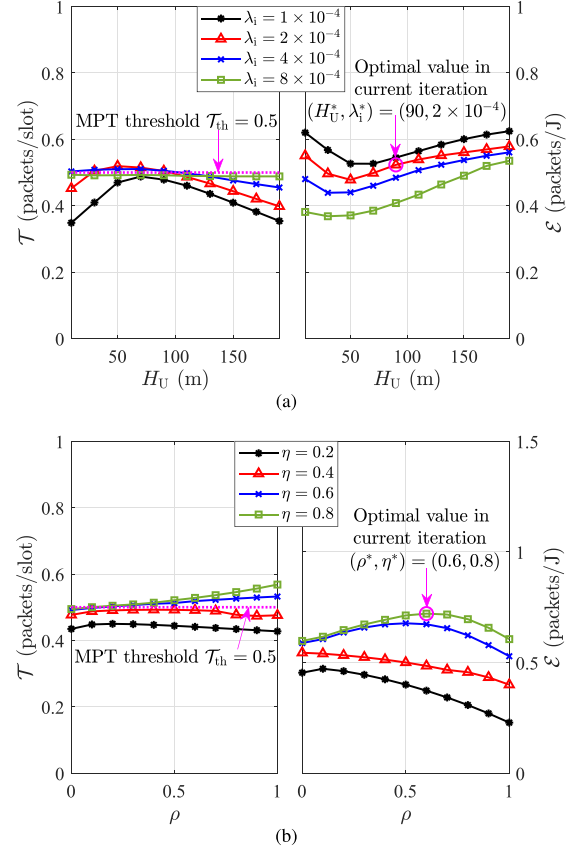 1
0.8
0.6
0.4
0.2
0
𝒯 (packets/slot)
λi = 1 × 10−4
λi = 2 × 10−4
λi = 4 × 10−4
λi = 8 × 10−4
MPT threshold 𝒯th = 0.5
50 100 150
HU (m)
Optimal value in
current iteration
(HU*, λi*) = (90, 2 × 10−4)
1
0.8
0.6
0.4
0.2
0
ℰ (packets/J)
50 100 150
HU (m)
(a)
1
0.8
0.6
0.4
0.2
0
𝒯 (packets/slot)
η = 0.2
η = 0.4
η = 0.6
η = 0.8
MPT threshold 𝒯th = 0.5
0 0.5 1
ρ
Optimal value in
current iteration
(ρ*, η*) = (0.6, 0.8)
1.5
1
0.5
0
ℰ (packets/J)
0 0.5 1
ρ
(b)